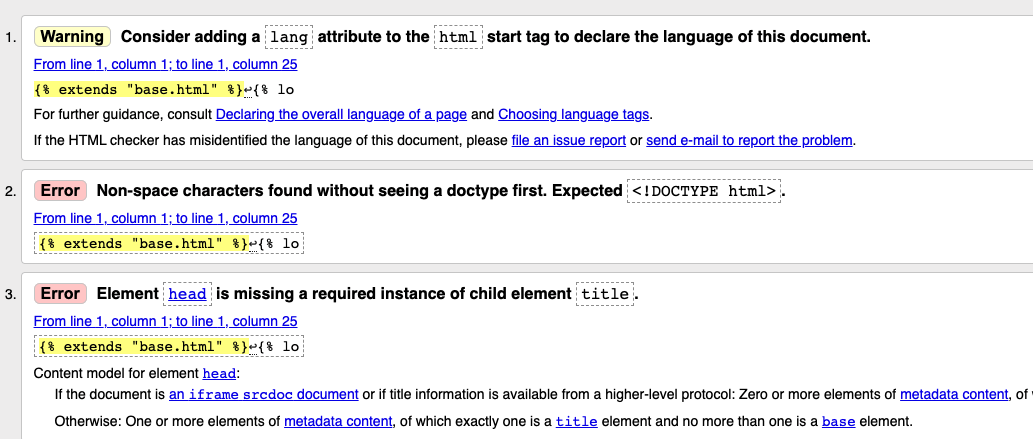 1. Warning Consider adding a lang attribute to the html start tag to declare the language of this document.
From line 1, column 1; to line 1, column 25
{% extends "base.html" %}↩{% lo
For further guidance, consult Declaring the overall language of a page and Choosing language tags.
If the HTML checker has misidentified the language of this document, please file an issue report or send e-mail to report the problem.
2. Error Non-space characters found without seeing a doctype first. Expected <!DOCTYPE html>.
From line 1, column 1; to line 1, column 25
{% extends "base.html" %}↩{% lo
3. Error Element head is missing a required instance of child element title.
From line 1, column 1; to line 1, column 25
{% extends "base.html" %}↩{% lo
Content model for element head:
If the document is an iframe srcdoc document or if title information is available from a higher-level protocol: Zero or more elements of metadata content, of
Otherwise: One or more elements of metadata content, of which exactly one is a title element and no more than one is a base element.